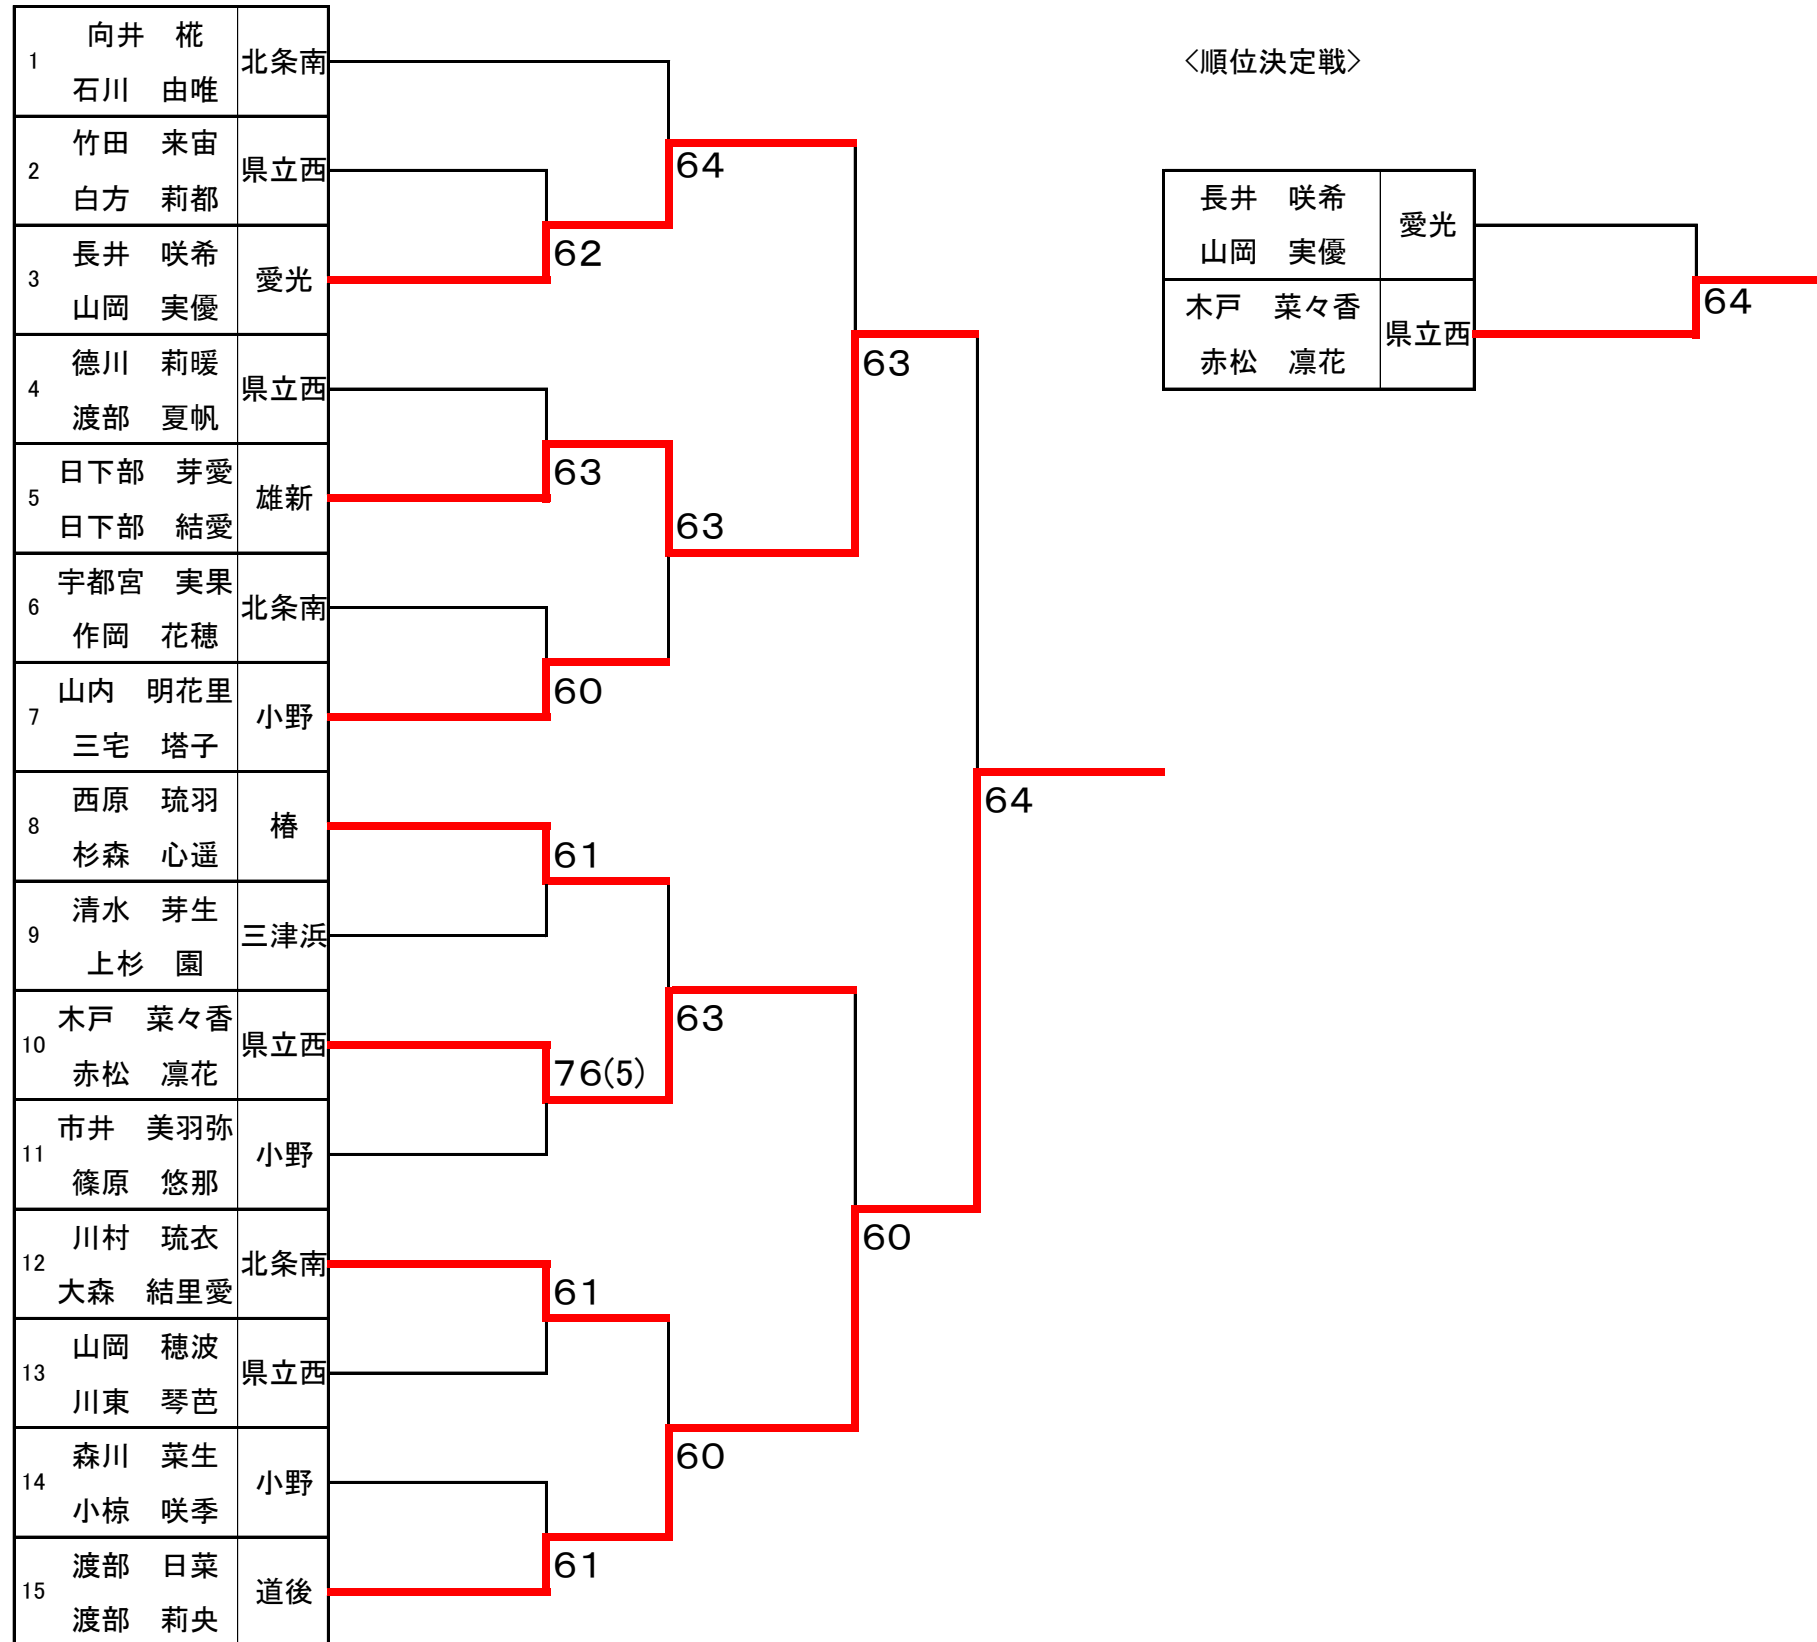 1 向井 椛 北条南
石川 由唯
2 竹田 来宙 県立西
白方 莉都
3 長井 咲希 愛光
山岡 実優
4 徳川 莉暖 県立西
渡部 夏帆
5 日下部 芽愛 雄新
日下部 結愛
6 宇都宮 実果 北条南
作岡 花穂
7 山内 明花里 小野
三宅 塔子
8 西原 琉羽 椿
杉森 心遥
9 清水 芽生 三津浜
上杉 園
10 木戸 菜々香 県立西
赤松 凛花
11 市井 美羽弥 小野
篠原 悠那
12 川村 琉衣 北条南
大森 結里愛
13 山岡 穂波 県立西
川東 琴芭
14 森川 菜生 小野
小椋 咲季
15 渡部 日菜 道後
渡部 莉央
62
63
60
61
76(5)
61
61
64
63
63
60
63
60
64
〈順位決定戦〉
長井 咲希 愛光
山岡 実優
木戸 菜々香 県立西
赤松 凛花
64